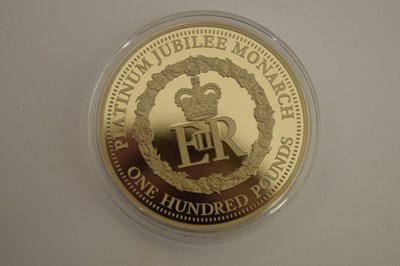 PLATINUM JUBILEE MONARCH
EIIR
ONE HUNDRED POUNDS